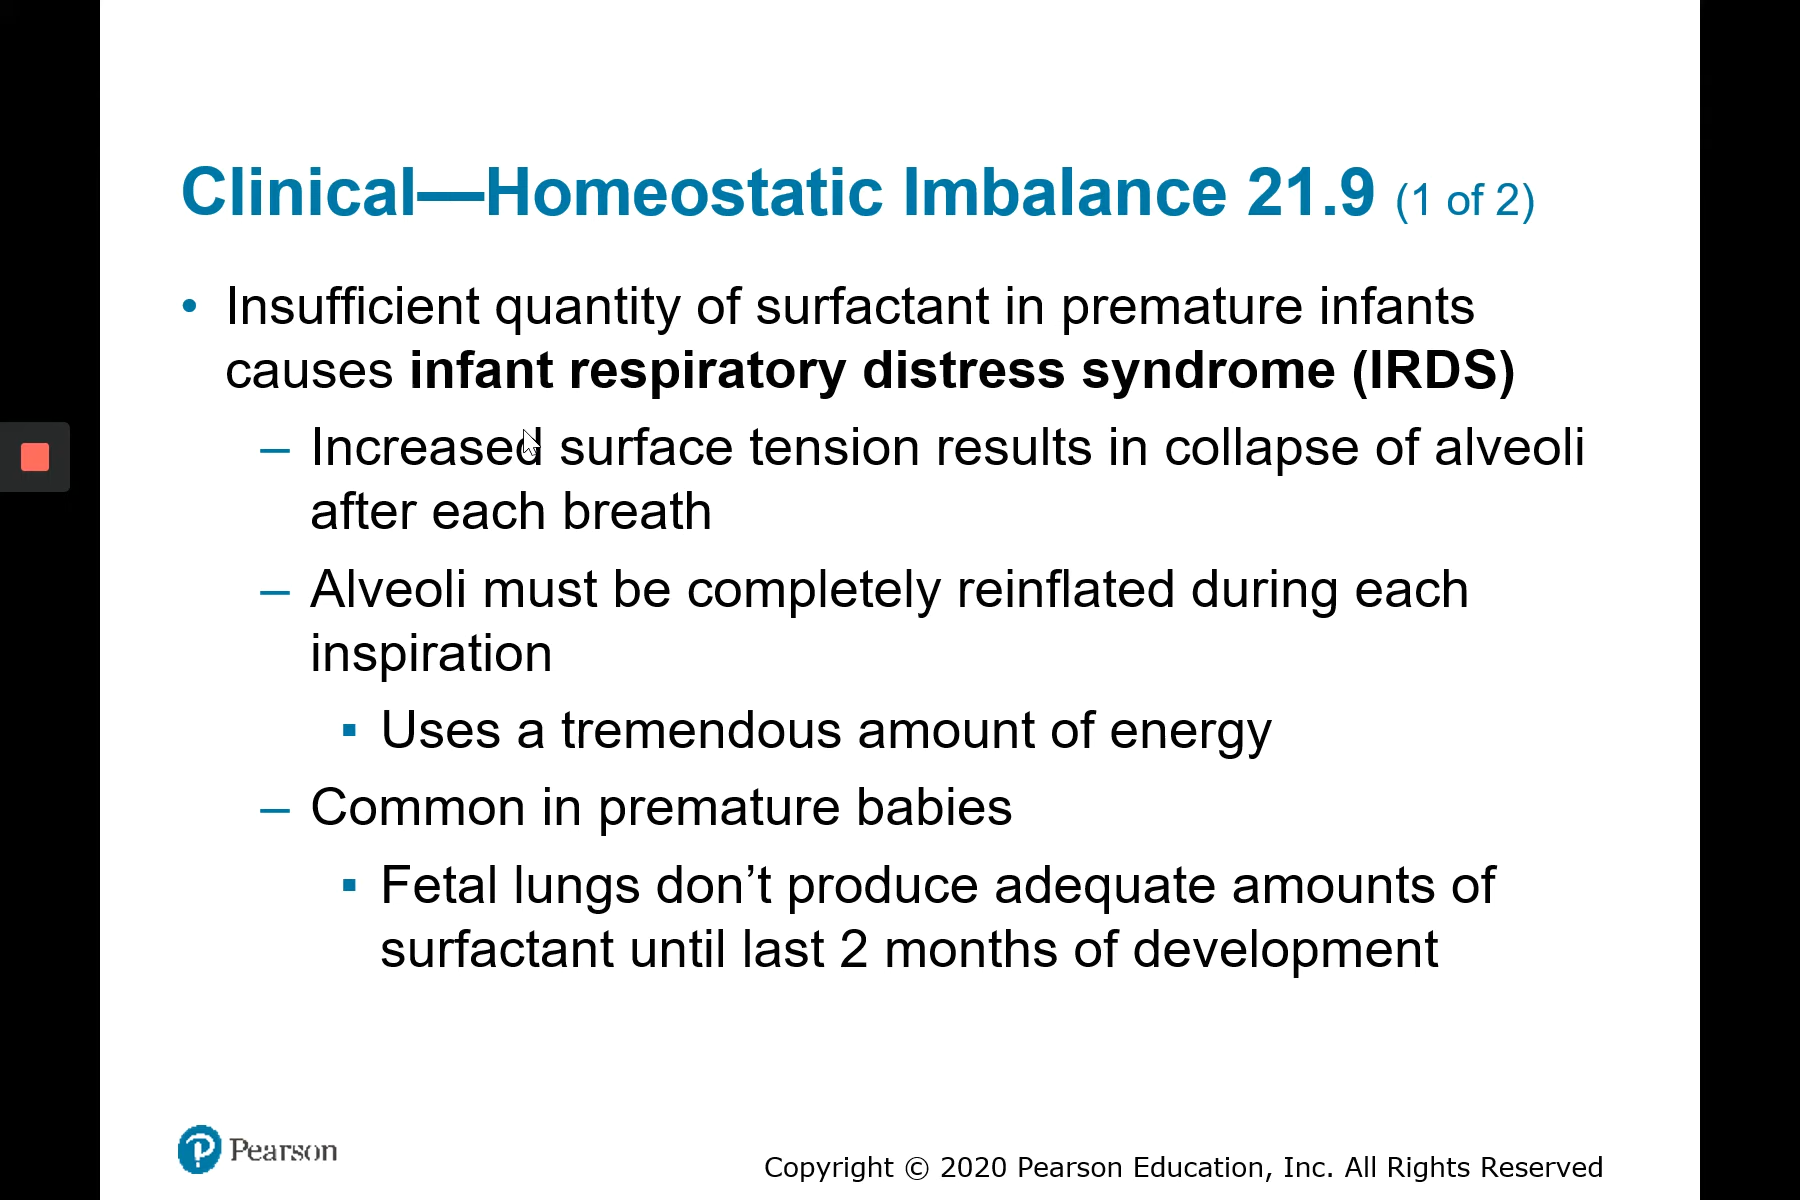 Clinical—Homeostatic Imbalance 21.9 (1 of 2)
• Insufficient quantity of surfactant in premature infants
causes infant respiratory distress syndrome (IRDS)
– Increased surface tension results in collapse of alveoli
after each breath
– Alveoli must be completely reinflated during each
inspiration
▪ Uses a tremendous amount of energy
– Common in premature babies
▪ Fetal lungs don’t produce adequate amounts of
surfactant until last 2 months of development
P Pearson
Copyright © 2020 Pearson Education, Inc. All Rights Reserved